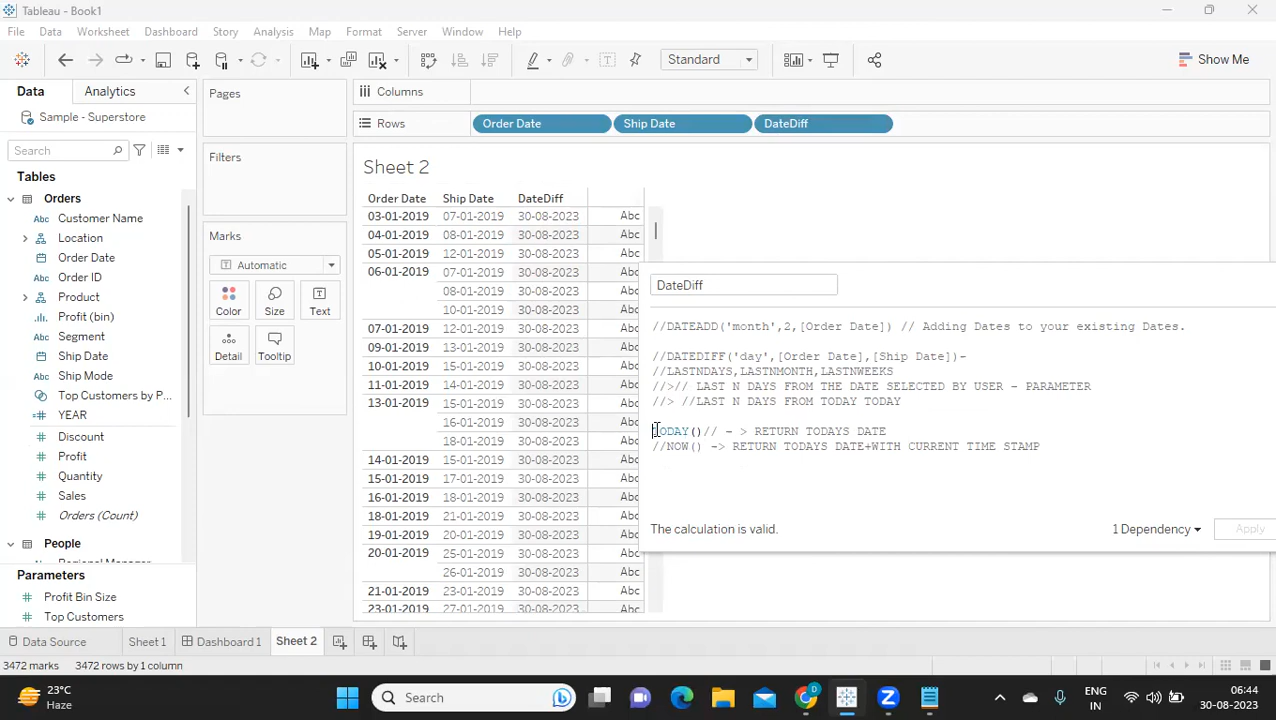 Tableau - Book1
File Data Worksheet Dashboard Story Analysis Map Format Server Window Help
Standard
Show Me
Data Analytics
Sample - Superstore
Search
Tables
Orders
Customer Name
Location
Order Date
Order ID
Product
Profit (bin)
Segment
Ship Date
Ship Mode
Top Customers by P...
YEAR
Discount
Profit
Quantity
Sales
Orders (Count)
People
Parameters
Profit Bin Size
Top Customers
Pages
Filters
Marks
Automatic
Color Size Text
Detail Tooltip
Columns
Rows Order Date Ship Date DateDiff
Sheet 2
Order Date Ship Date DateDiff
03-01-2019 07-01-2019 30-08-2023 Abc
04-01-2019 08-01-2019 30-08-2023 Abc
05-01-2019 12-01-2019 30-08-2023 Abc
06-01-2019 07-01-2019 30-08-2023 Abc
08-01-2019 30-08-2023 Abc
10-01-2019 30-08-2023 Abc
07-01-2019 12-01-2019 30-08-2023 Abc
09-01-2019 13-01-2019 30-08-2023 Abc
10-01-2019 15-01-2019 30-08-2023 Abc
11-01-2019 14-01-2019 30-08-2023 Abc
13-01-2019 15-01-2019 30-08-2023 Abc
16-01-2019 30-08-2023 Abc
18-01-2019 30-08-2023 Abc
14-01-2019 15-01-2019 30-08-2023 Abc
15-01-2019 17-01-2019 30-08-2023 Abc
16-01-2019 18-01-2019 30-08-2023 Abc
18-01-2019 21-01-2019 30-08-2023 Abc
19-01-2019 20-01-2019 30-08-2023 Abc
20-01-2019 25-01-2019 30-08-2023 Abc
26-01-2019 30-08-2023 Abc
21-01-2019 23-01-2019 30-08-2023 Abc
23-01-2019 27-01-2019 30-08-2023 Abc
DateDiff
//DATEADD('month',2,[Order Date]) // Adding Dates to your existing Dates.
//DATEDIFF('day',[Order Date],[Ship Date])-
//LASTNDAYS,LASTNMONTH,LASTNWEEKS
//>// LAST N DAYS FROM THE DATE SELECTED BY USER - PARAMETER
//> //LAST N DAYS FROM TODAY TODAY
TODAY()// - > RETURN TODAYS DATE
//NOW() -> RETURN TODAYS DATE+WITH CURRENT TIME STAMP
The calculation is valid.
1 Dependency
Apply
Data Source Sheet 1 Dashboard 1 Sheet 2
3472 marks 3472 rows by 1 column
23°C
Haze
Search
ENG
IN
06:44
30-08-2023